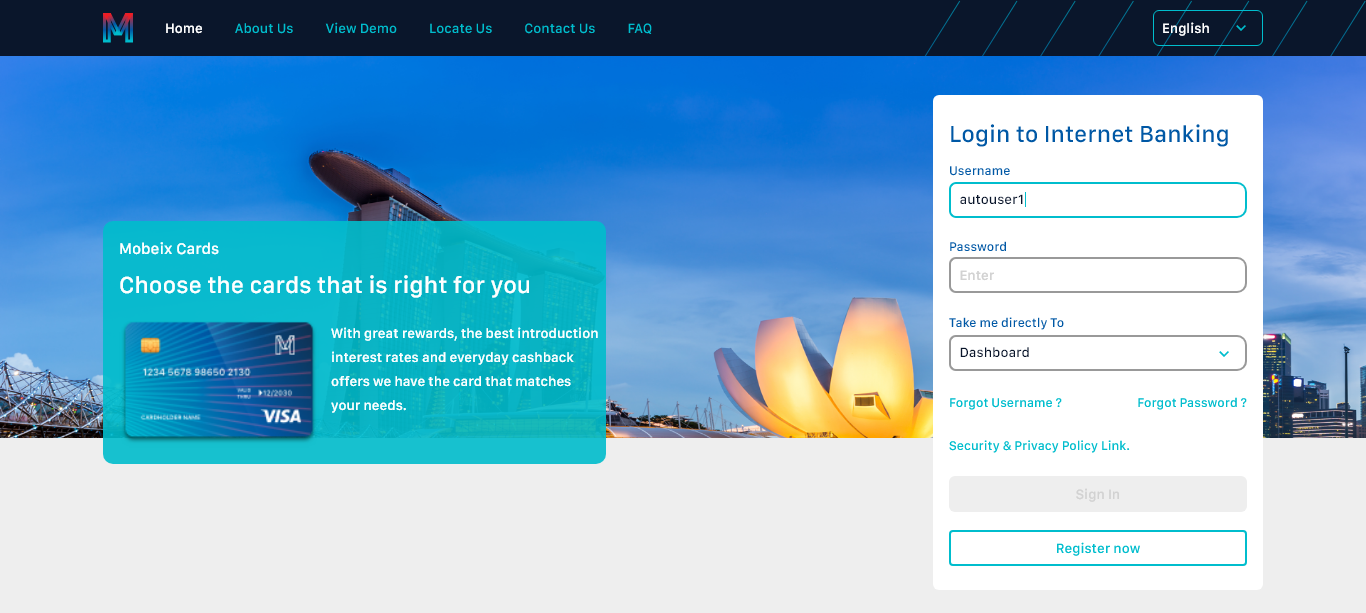 Home About Us View Demo Locate Us Contact Us FAQ English
Login to Internet Banking
Username
autouser1
Password
Enter
Take me directly To
Dashboard
Forgot Username ? Forgot Password ?
Security & Privacy Policy Link.
Sign In
Register now
Mobeix Cards
Choose the cards that is right for you
With great rewards, the best introduction
interest rates and everyday cashback
offers we have the card that matches
your needs.
M
1234 5678 98650 2130
VALID
THRU 12/2030
CARDHOLDER NAME
VISA